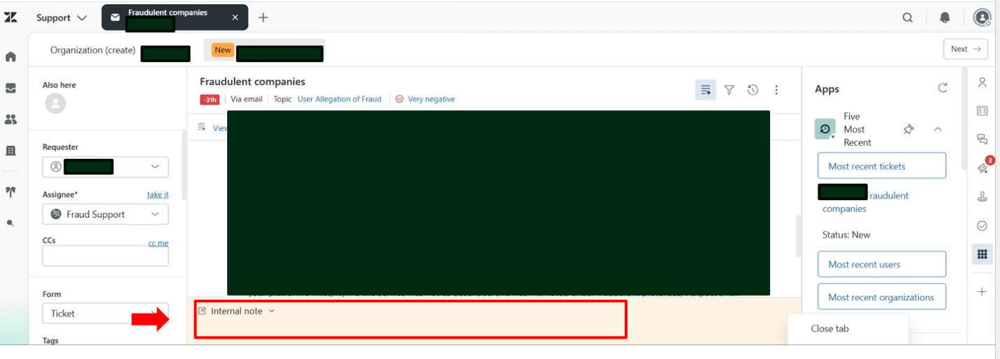 Support
Fraudulent companies
Organization (create)
New
Next
Also here
Requester
Assignee*
take it
Fraud Support
CCs
cc me
Form
Ticket
Tags
Fraudulent companies
-31h
Via email
Topic
User Allegation of Fraud
Very negative
View
Internal note
Apps
Five
Most
Recent
Most recent tickets
Fraudulent
companies
Status: New
Most recent users
Most recent organizations
Close tab
3